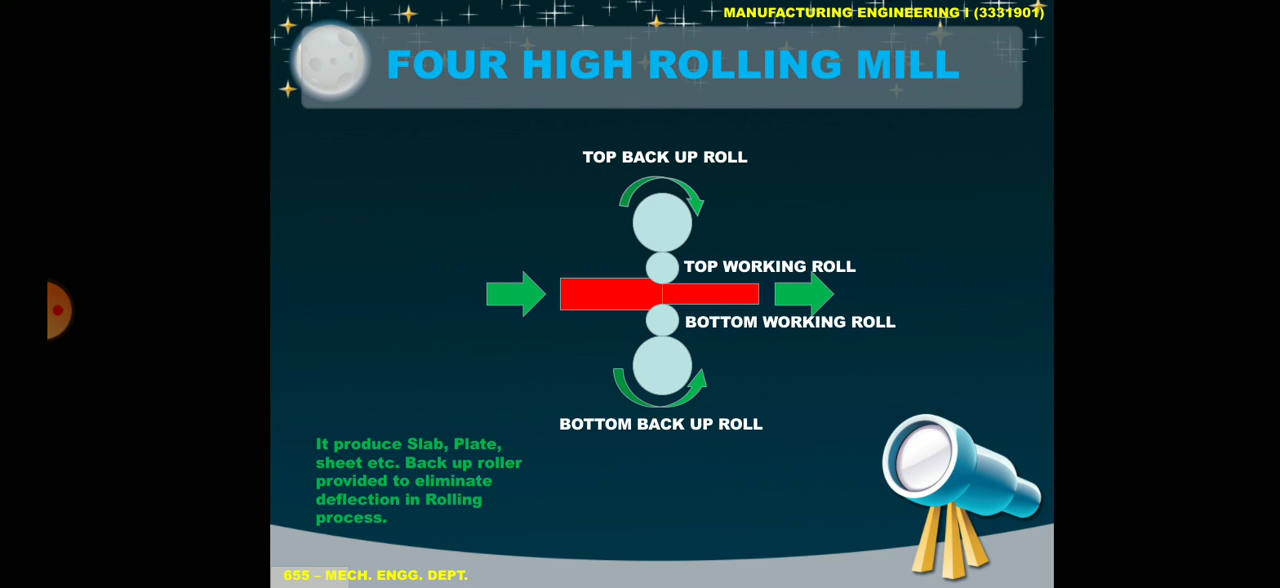 MANUFACTURING ENGINEERING I (3331901)
FOUR HIGH ROLLING MILL
TOP BACK UP ROLL
TOP WORKING ROLL
BOTTOM WORKING ROLL
BOTTOM BACK UP ROLL
It produce Slab, Plate,
sheet etc. Back up roller
provided to eliminate
deflection in Rolling
process.
655 – MECH. ENGG. DEPT.